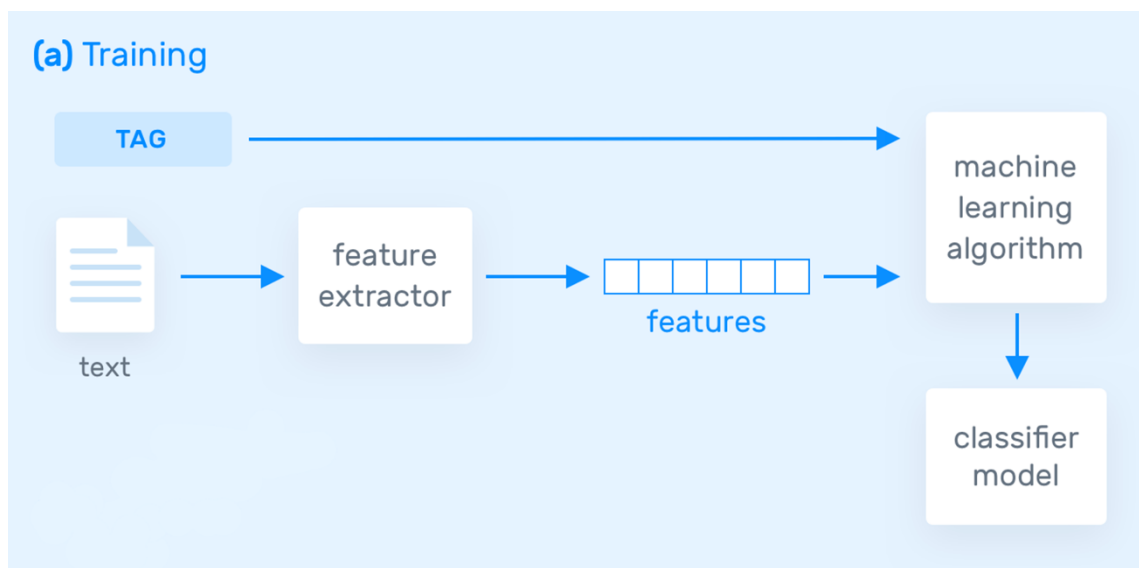 (a) Training
TAG
machine
learning
algorithm
feature
extractor
features
text
classifier
model